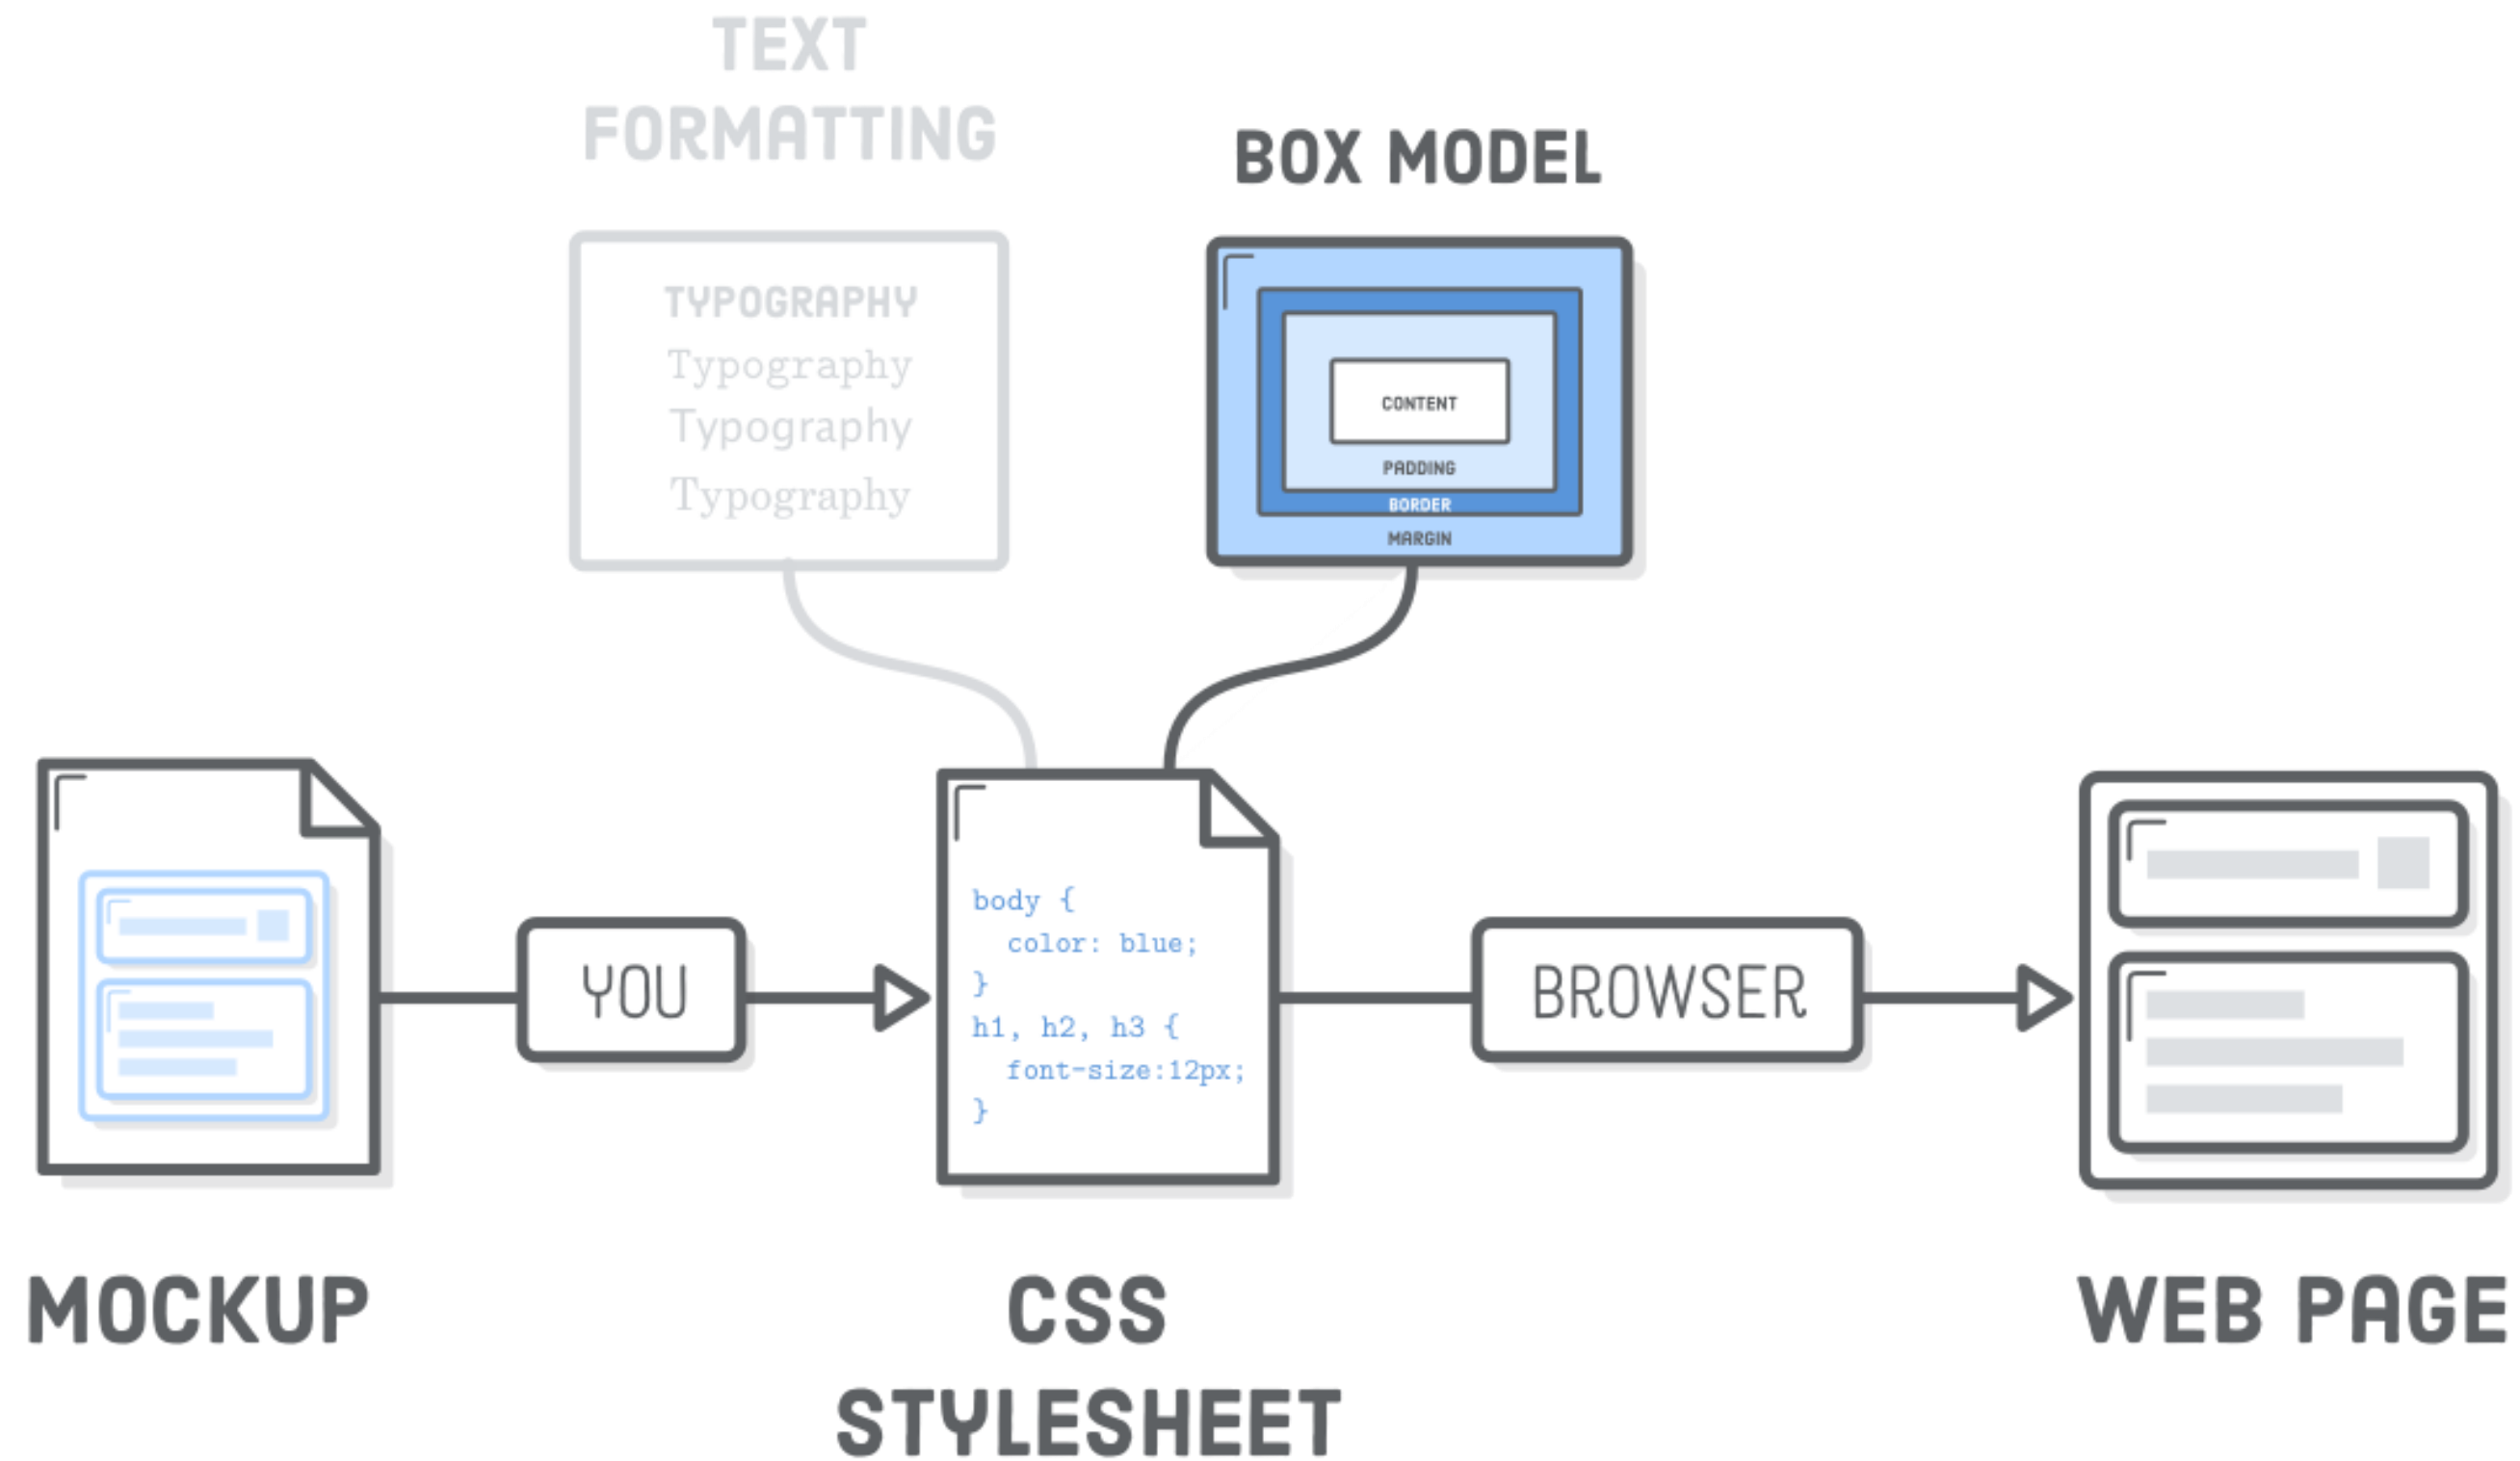 TEXT
FORMATTING
TYPOGRAPHY
Typography
Typography
Typography
BOX MODEL
CONTENT
PADDING
BORDER
MARGIN
YOU
body {
color: blue;
}
h1, h2, h3 {
font-size:12px;
}
BROWSER
MOCKUP
CSS
STYLESHEET
WEB PAGE